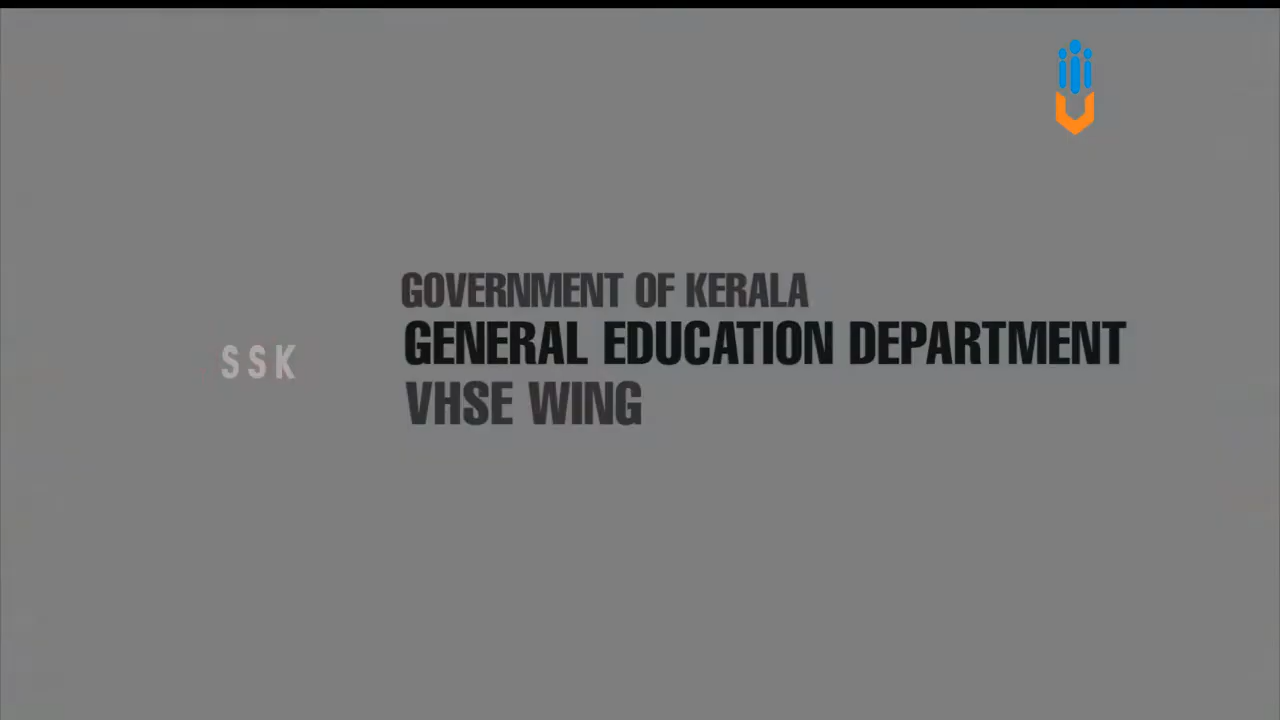 GOVERNMENT OF KERALA
GENERAL EDUCATION DEPARTMENT
SSK
VHSE WING